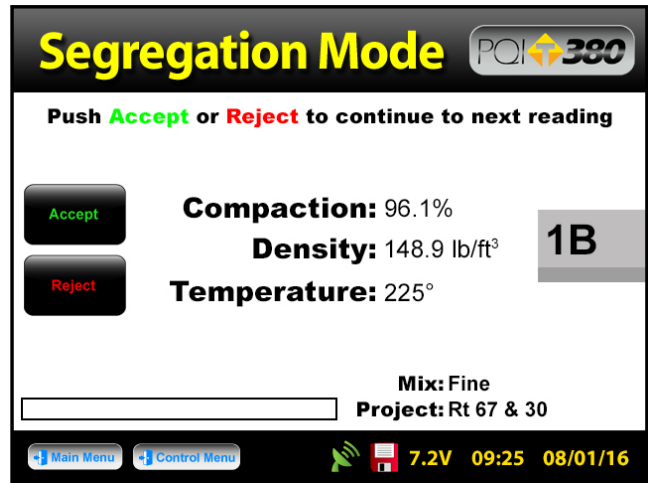 Segregation Mode PQI T 380
Push Accept or Reject to continue to next reading
Accept
Compaction: 96.1%
Density: 148.9 lb/ft³
1B
Reject
Temperature: 225°
Mix: Fine
Project: Rt 67 & 30
Main Menu Control Menu 7.2V 09:25 08/01/16